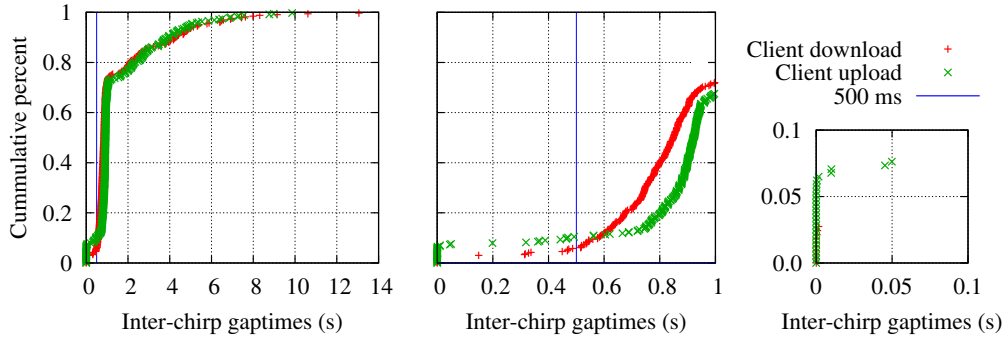 Cummulative percent
1
0.8
0.6
0.4
0.2
0
0 2 4 6 8 10 12 14
Inter-chirp gaptimes (s)
0 0.2 0.4 0.6 0.8 1
Inter-chirp gaptimes (s)
Client download
Client upload
500 ms
0.1
0.05
0.0
0 0.05 0.1
Inter-chirp gaptimes (s)